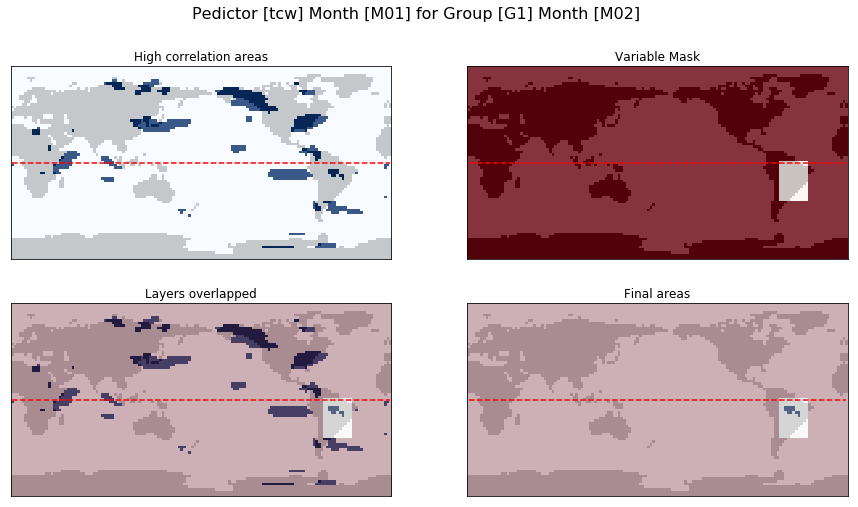 Pedictor [tcw] Month [M01] for Group [G1] Month [M02]
High correlation areas
Variable Mask
Layers overlapped
Final areas